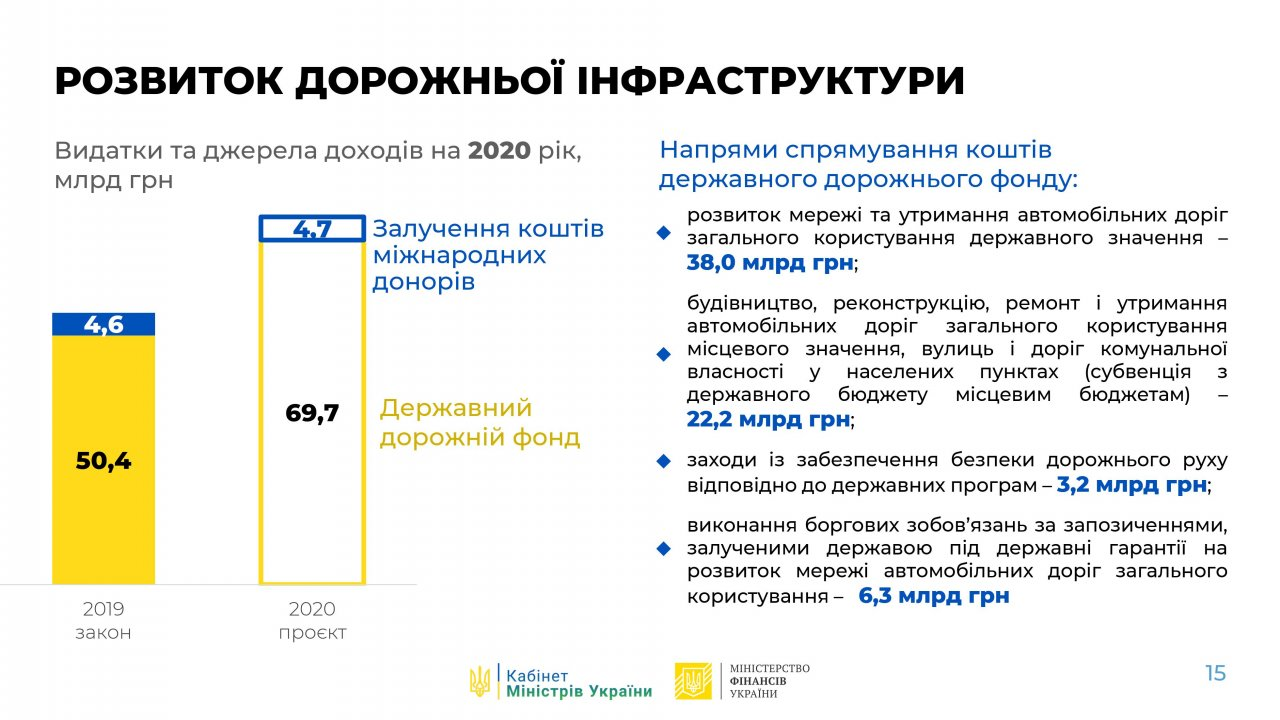 РОЗВИТОК ДОРОЖНЬОЇ ІНФРАСТРУКТУРИ
Видатки та джерела доходів на 2020 рік,
млрд грн
4,7
Залучення коштів
міжнародних
донорів
4,6
69,7
Державний
дорожній фонд
50,4
2019
закон
2020
проєкт
Напрями спрямування коштів
державного дорожнього фонду:
розвиток мережі та утримання автомобільних доріг
загального користування державного значення –
38,0 млрд грн;
будівництво, реконструкцію, ремонт і утримання
автомобільних доріг загального користування
місцевого значення, вулиць і доріг комунальної
власності у населених пунктах (субвенція з
державного бюджету місцевим бюджетам) –
22,2 млрд грн;
заходи із забезпечення безпеки дорожнього руху
відповідно до державних програм – 3,2 млрд грн;
виконання боргових зобов’язань за запозиченнями,
залученими державою під державні гарантії на
розвиток мережі автомобільних доріг загального
користування – 6,3 млрд грн
Кабінет
Міністрів України
МІНІСТЕРСТВО
ФІНАНСІВ
УКРАЇНИ
15